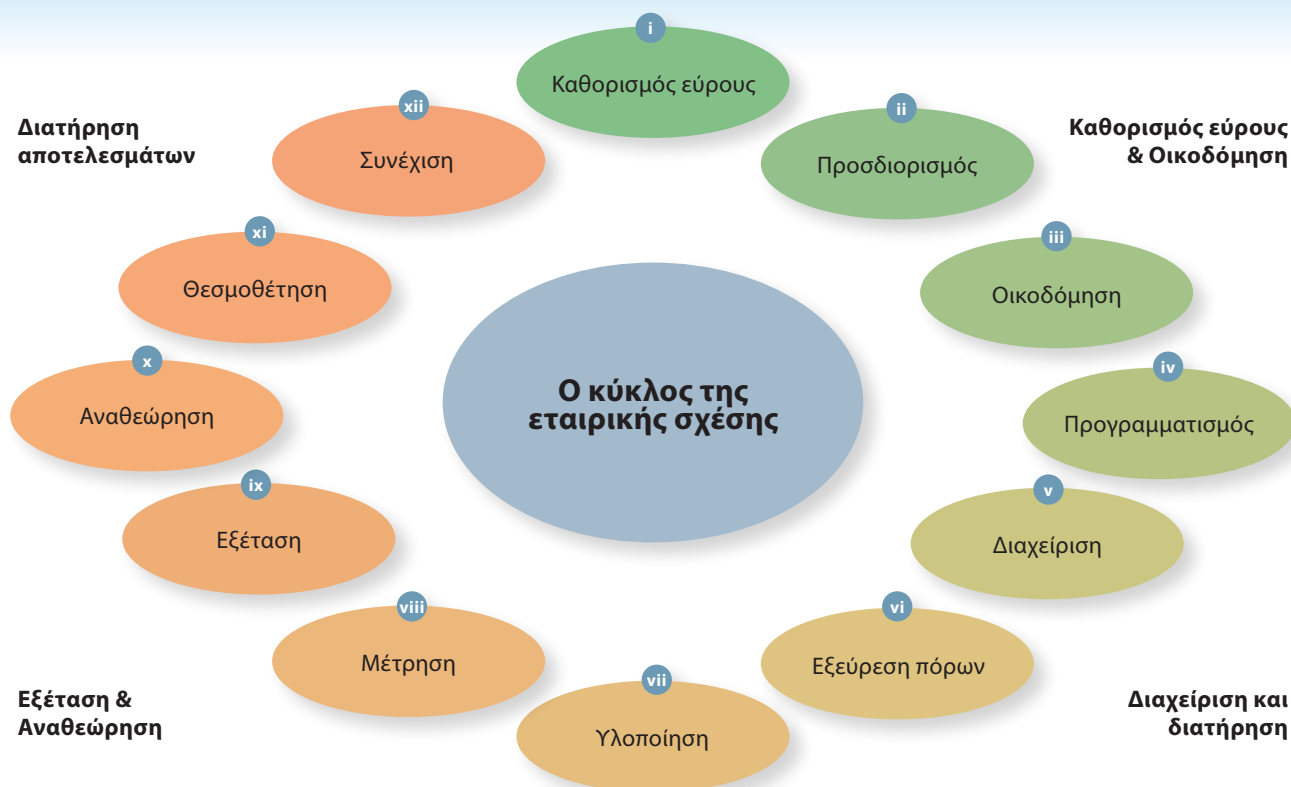 i
Καθορισμός εύρους
ii
Προσδιορισμός
Καθορισμός εύρους
& Οικοδόμηση
iii
Οικοδόμηση
iv
Προγραμματισμός
v
Διαχείριση
vi
Εξεύρεση πόρων
Διαχείριση και
διατήρηση
vii
Υλοποίηση
viii
Μέτρηση
Εξέταση &
Αναθεώρηση
ix
Εξέταση
x
Αναθεώρηση
xi
Θεσμοθέτηση
xii
Συνέχιση
Διατήρηση
αποτελεσμάτων
Ο κύκλος της
εταιρικής σχέσης